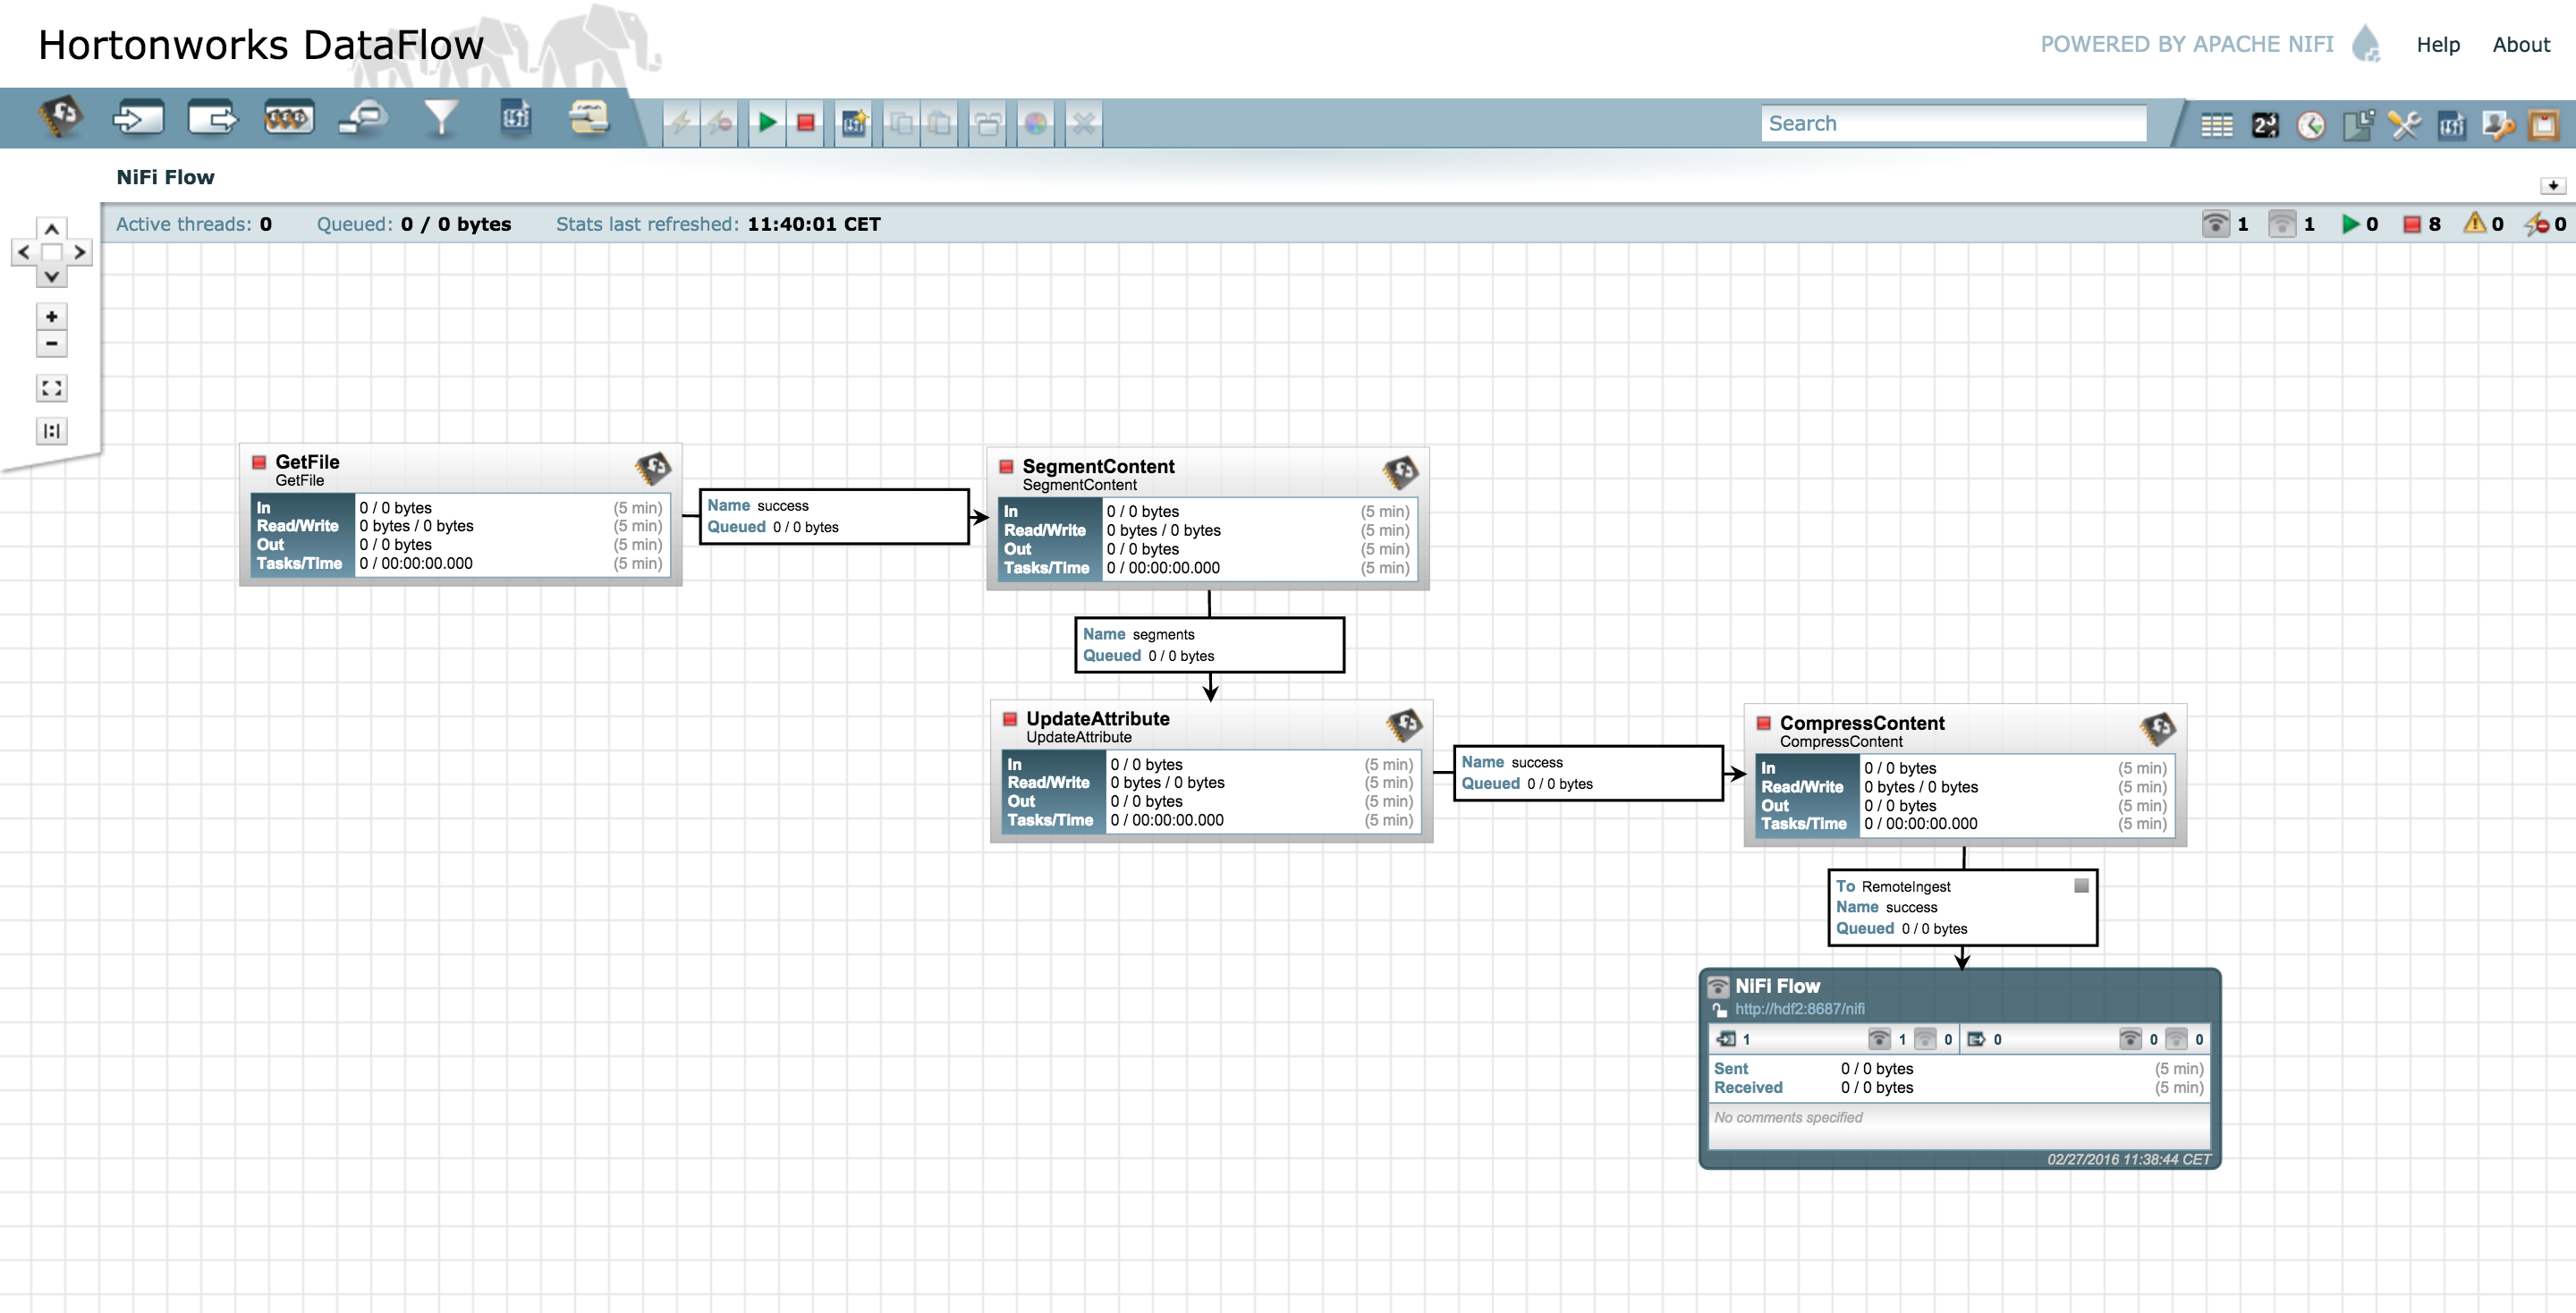 Hortonworks DataFlow
POWERED BY APACHE NIFI Help About
Search
NiFi Flow
Active threads: 0 Queued: 0 / 0 bytes Stats last refreshed: 11:40:01 CET 1 1 0 8 0 0
GetFile
GetFile
In 0 / 0 bytes (5 min)
Read/Write 0 bytes / 0 bytes (5 min)
Out 0 / 0 bytes (5 min)
Tasks/Time 0 / 00:00:00.000 (5 min)
Name success
Queued 0 / 0 bytes
SegmentContent
SegmentContent
In 0 / 0 bytes (5 min)
Read/Write 0 bytes / 0 bytes (5 min)
Out 0 / 0 bytes (5 min)
Tasks/Time 0 / 00:00:00.000 (5 min)
Name segments
Queued 0 / 0 bytes
UpdateAttribute
UpdateAttribute
In 0 / 0 bytes (5 min)
Read/Write 0 bytes / 0 bytes (5 min)
Out 0 / 0 bytes (5 min)
Tasks/Time 0 / 00:00:00.000 (5 min)
Name success
Queued 0 / 0 bytes
CompressContent
CompressContent
In 0 / 0 bytes (5 min)
Read/Write 0 bytes / 0 bytes (5 min)
Out 0 / 0 bytes (5 min)
Tasks/Time 0 / 00:00:00.000 (5 min)
To RemoteIngest
Name success
Queued 0 / 0 bytes
NiFi Flow
http://hdf2:8687/nifi
1 1 0 0 0 0
Sent 0 / 0 bytes (5 min)
Received 0 / 0 bytes (5 min)
No comments specified
02/27/2016 11:38:44 CET